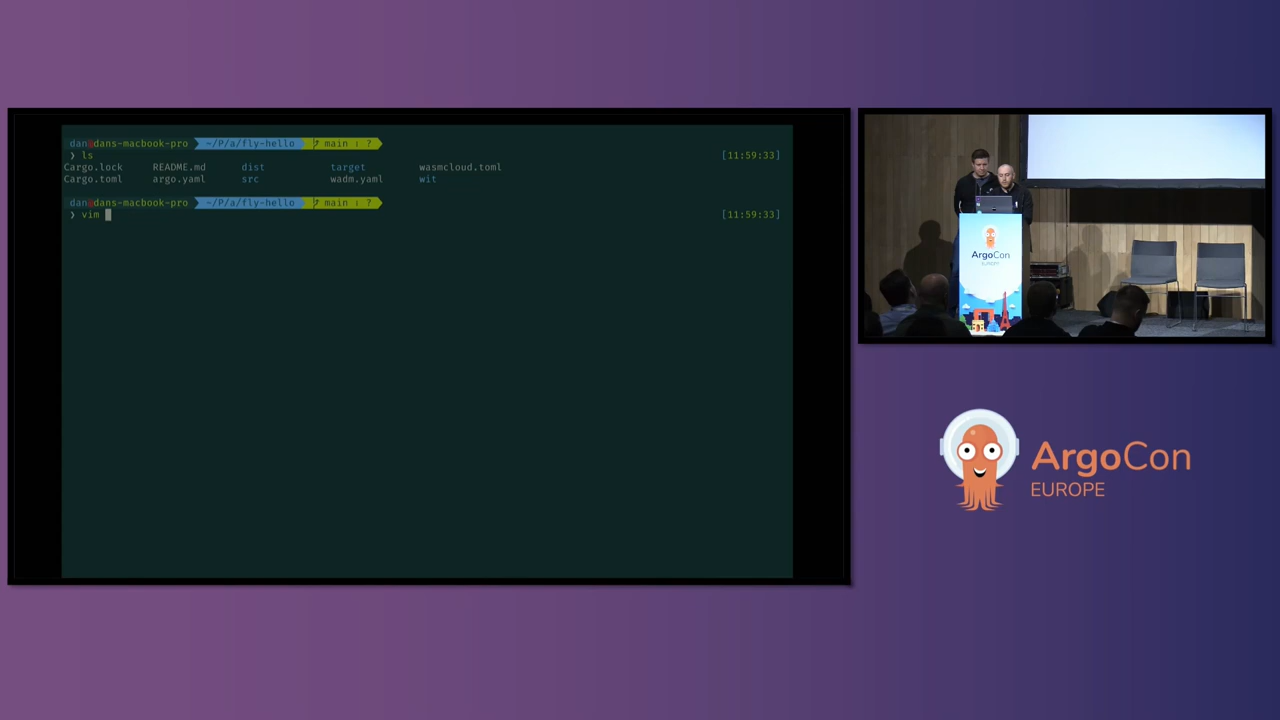 dan@dans-macbook-pro ~/P/a/fly-hello main : ?
❯ ls [11:59:33]
Cargo.lock README.md dist target wasmcloud.toml
Cargo.toml argo.yaml src wadm.yaml wit
dan@dans-macbook-pro ~/P/a/fly-hello main : ?
❯ vim [11:59:33]
ArgoCon
EUROPE
ArgoCon
EUROPE